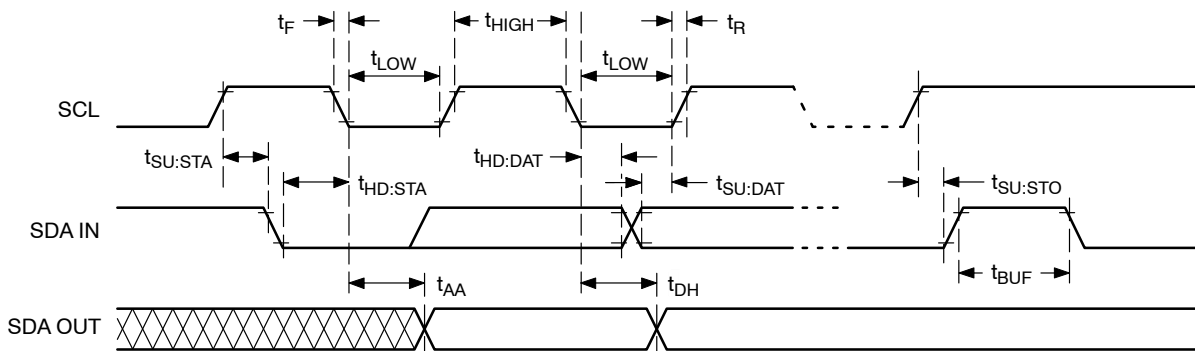 tF
tHIGH
tR
tLOW
tLOW
SCL
tSU:STA
tHD:DAT
tHD:STA
tSU:DAT
tSU:STO
SDA IN
tBUF
tAA
tDH
SDA OUT